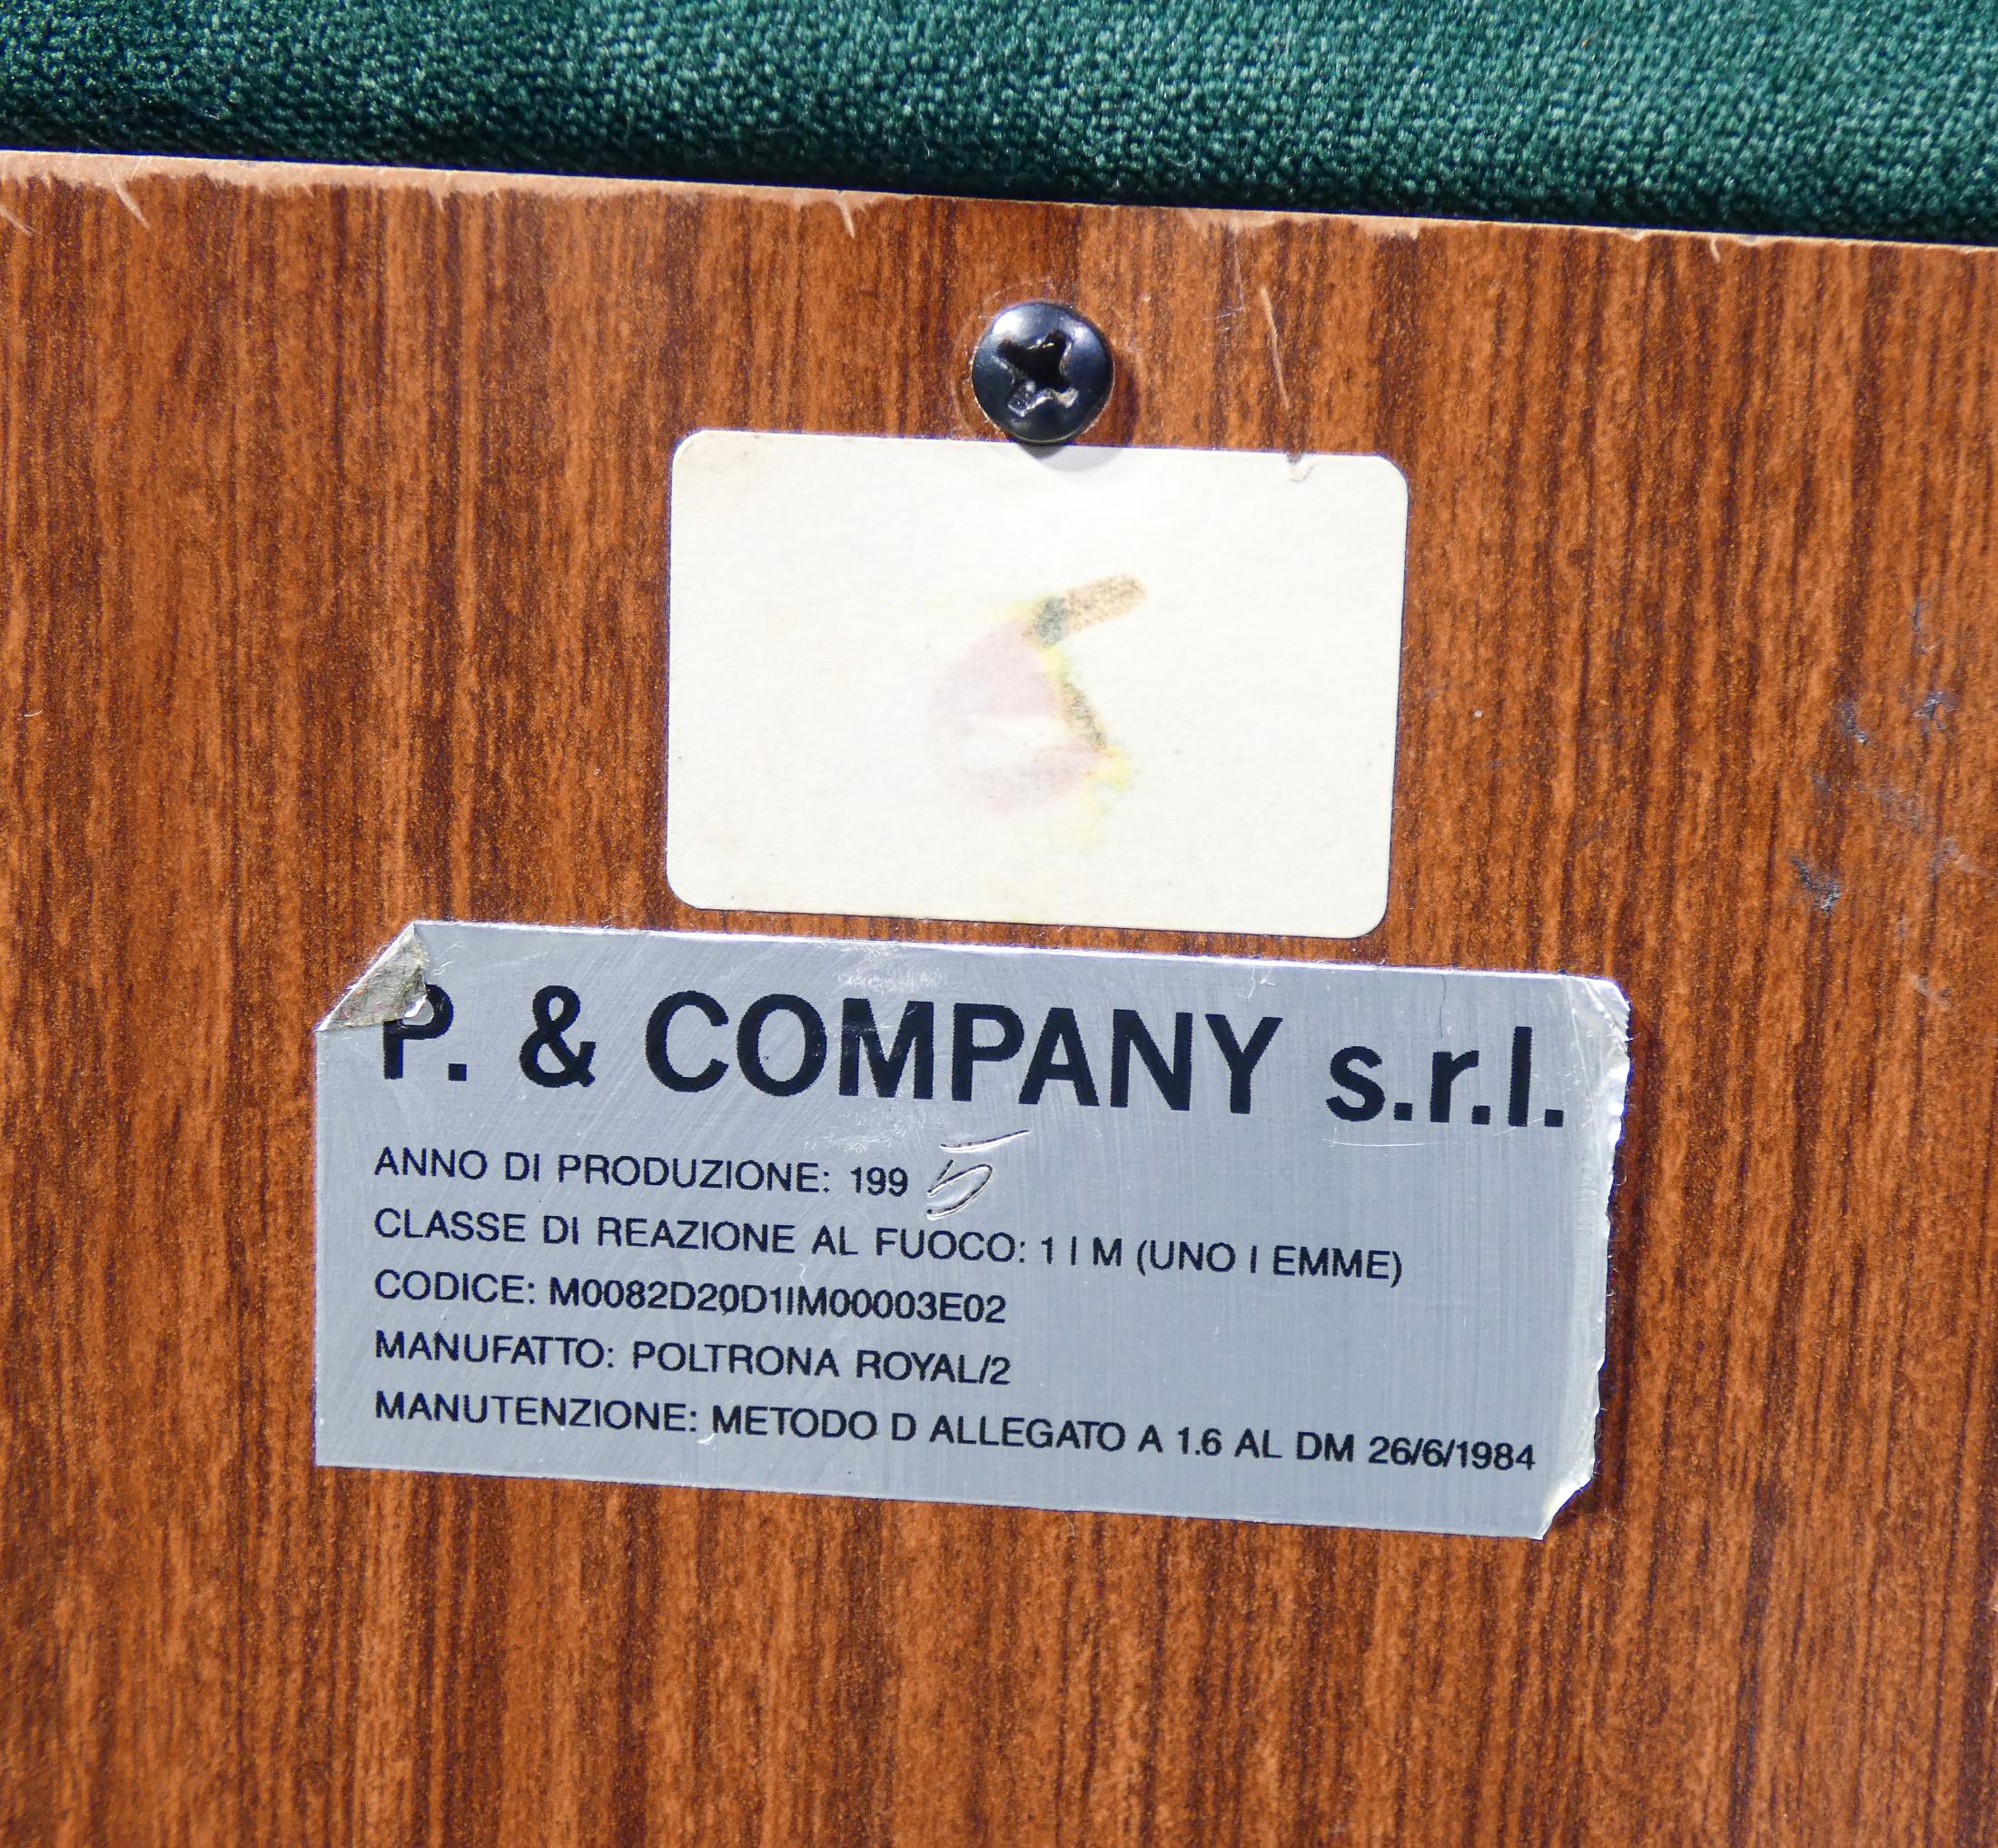 P. & COMPANY s.r.l.
ANNO DI PRODUZIONE: 1995
CLASSE DI REAZIONE AL FUOCO: 1 I M (UNO I EMME)
CODICE: M0082D20D1IM00003E02
MANUFATTO: POLTRONA ROYAL/2
MANUTENZIONE: METODO D ALLEGATO A 1.6 AL DM 26/6/1984